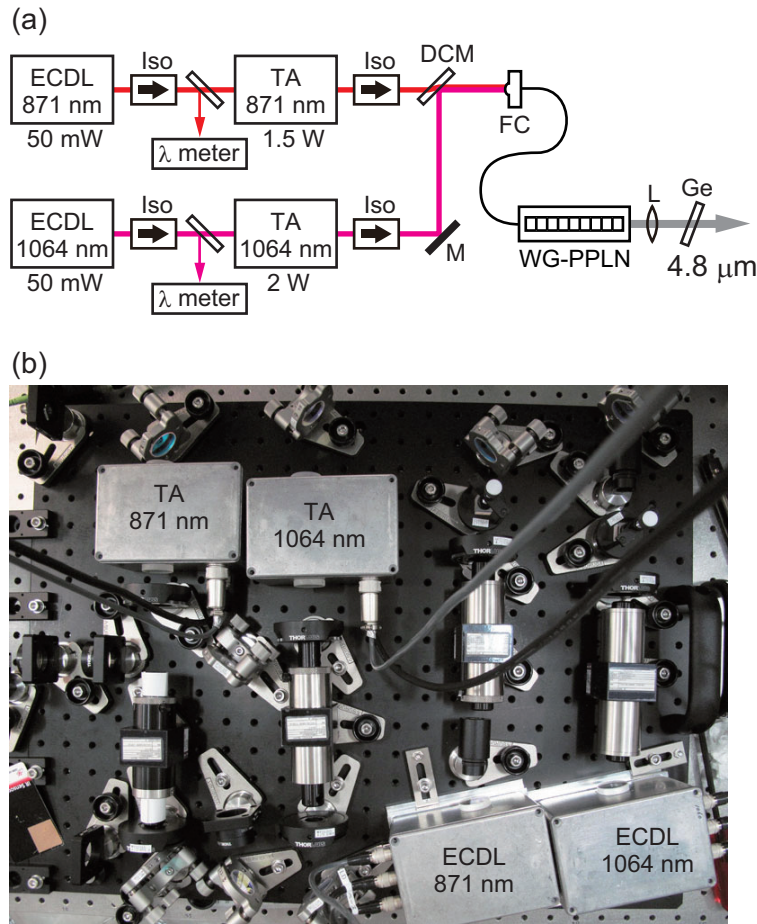 (a)
ECDL
871 nm
50 mW
Iso
λ meter
TA
871 nm
1.5 W
Iso
DCM
FC
ECDL
1064 nm
50 mW
Iso
λ meter
TA
1064 nm
2 W
Iso
M
WG-PPLN
L
Ge
4.8 μm
(b)
TA
871 nm
TA
1064 nm
THORLABS
ECDL
871 nm
ECDL
1064 nm